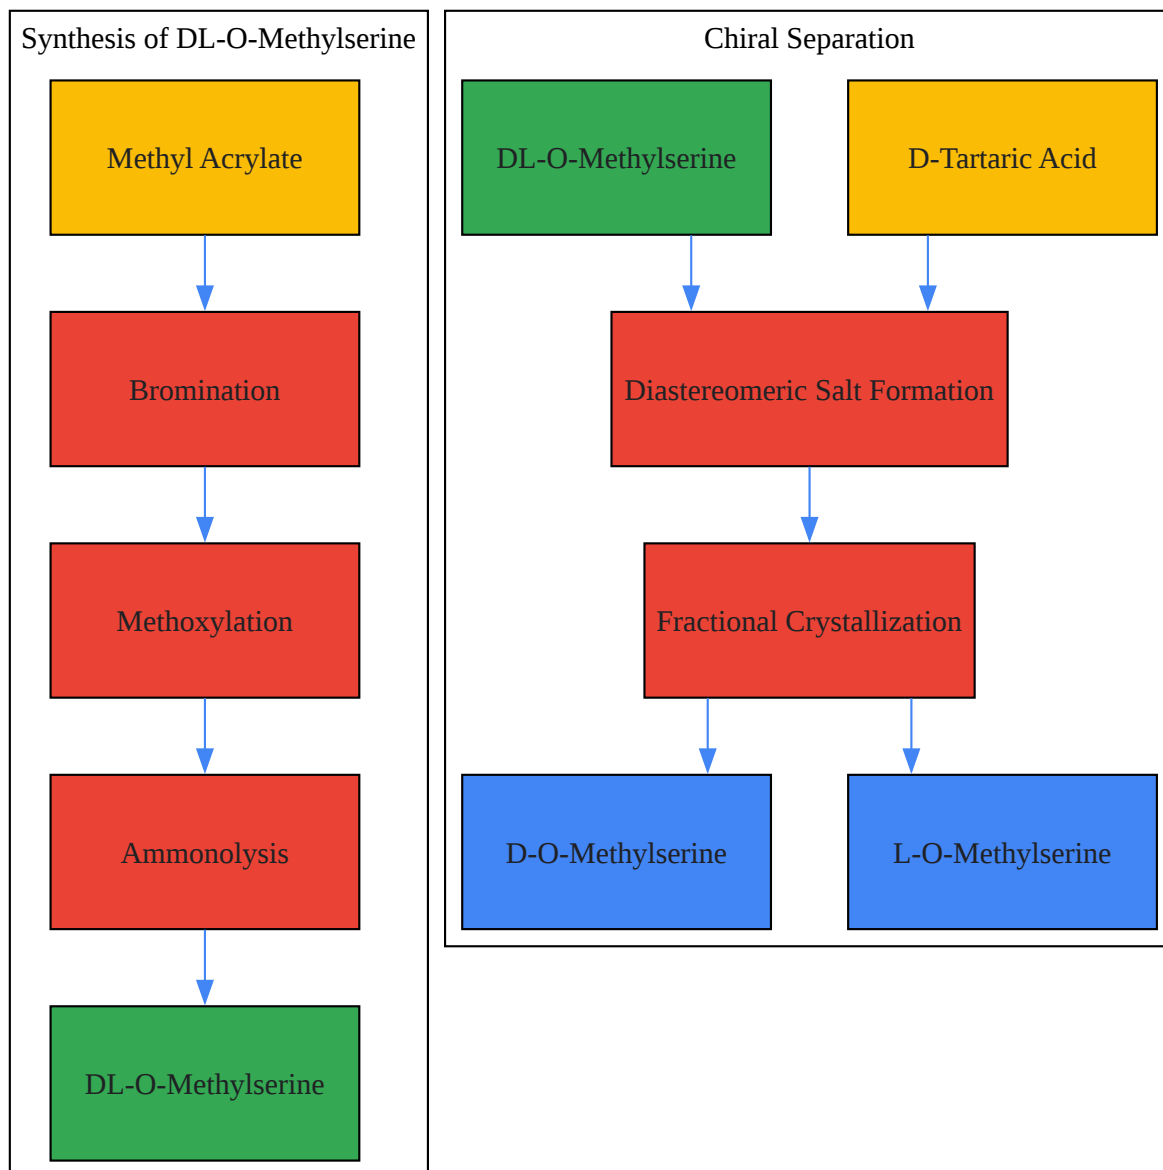 Synthesis of DL-O-Methylserine
Methyl Acrylate
Bromination
Methoxylation
Ammonolysis
DL-O-Methylserine
Chiral Separation
DL-O-Methylserine
D-Tartaric Acid
Diastereomeric Salt Formation
Fractional Crystallization
D-O-Methylserine
L-O-Methylserine